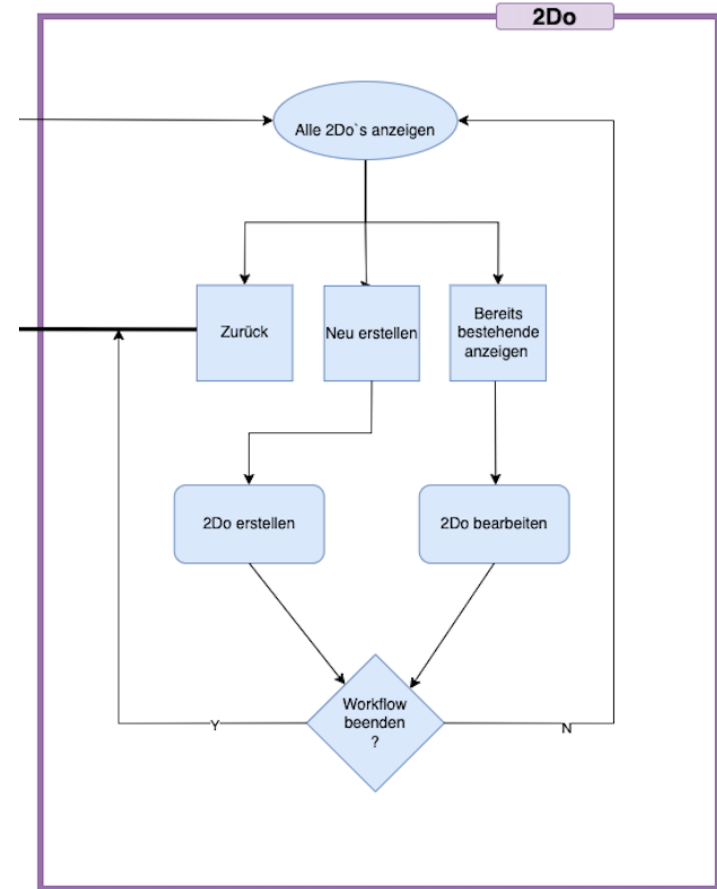 2Do
Alle 2Do`s anzeigen
Zurück
Neu erstellen
Bereits
bestehende
anzeigen
2Do erstellen
2Do bearbeiten
Workflow
beenden
?
Y
N